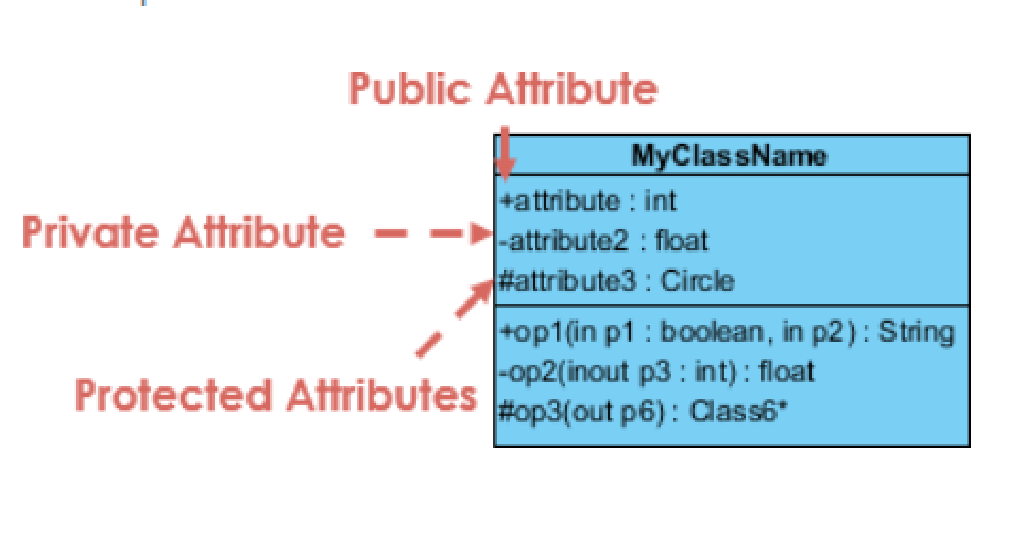 Public Attribute
MyClassName
+attribute : int
Private Attribute
-attribute2 : float
#attribute3 : Circle
+op1(in p1 : boolean, in p2) : String
-op2(inout p3 : int) : float
Protected Attributes
#op3(out p6) : Class6*